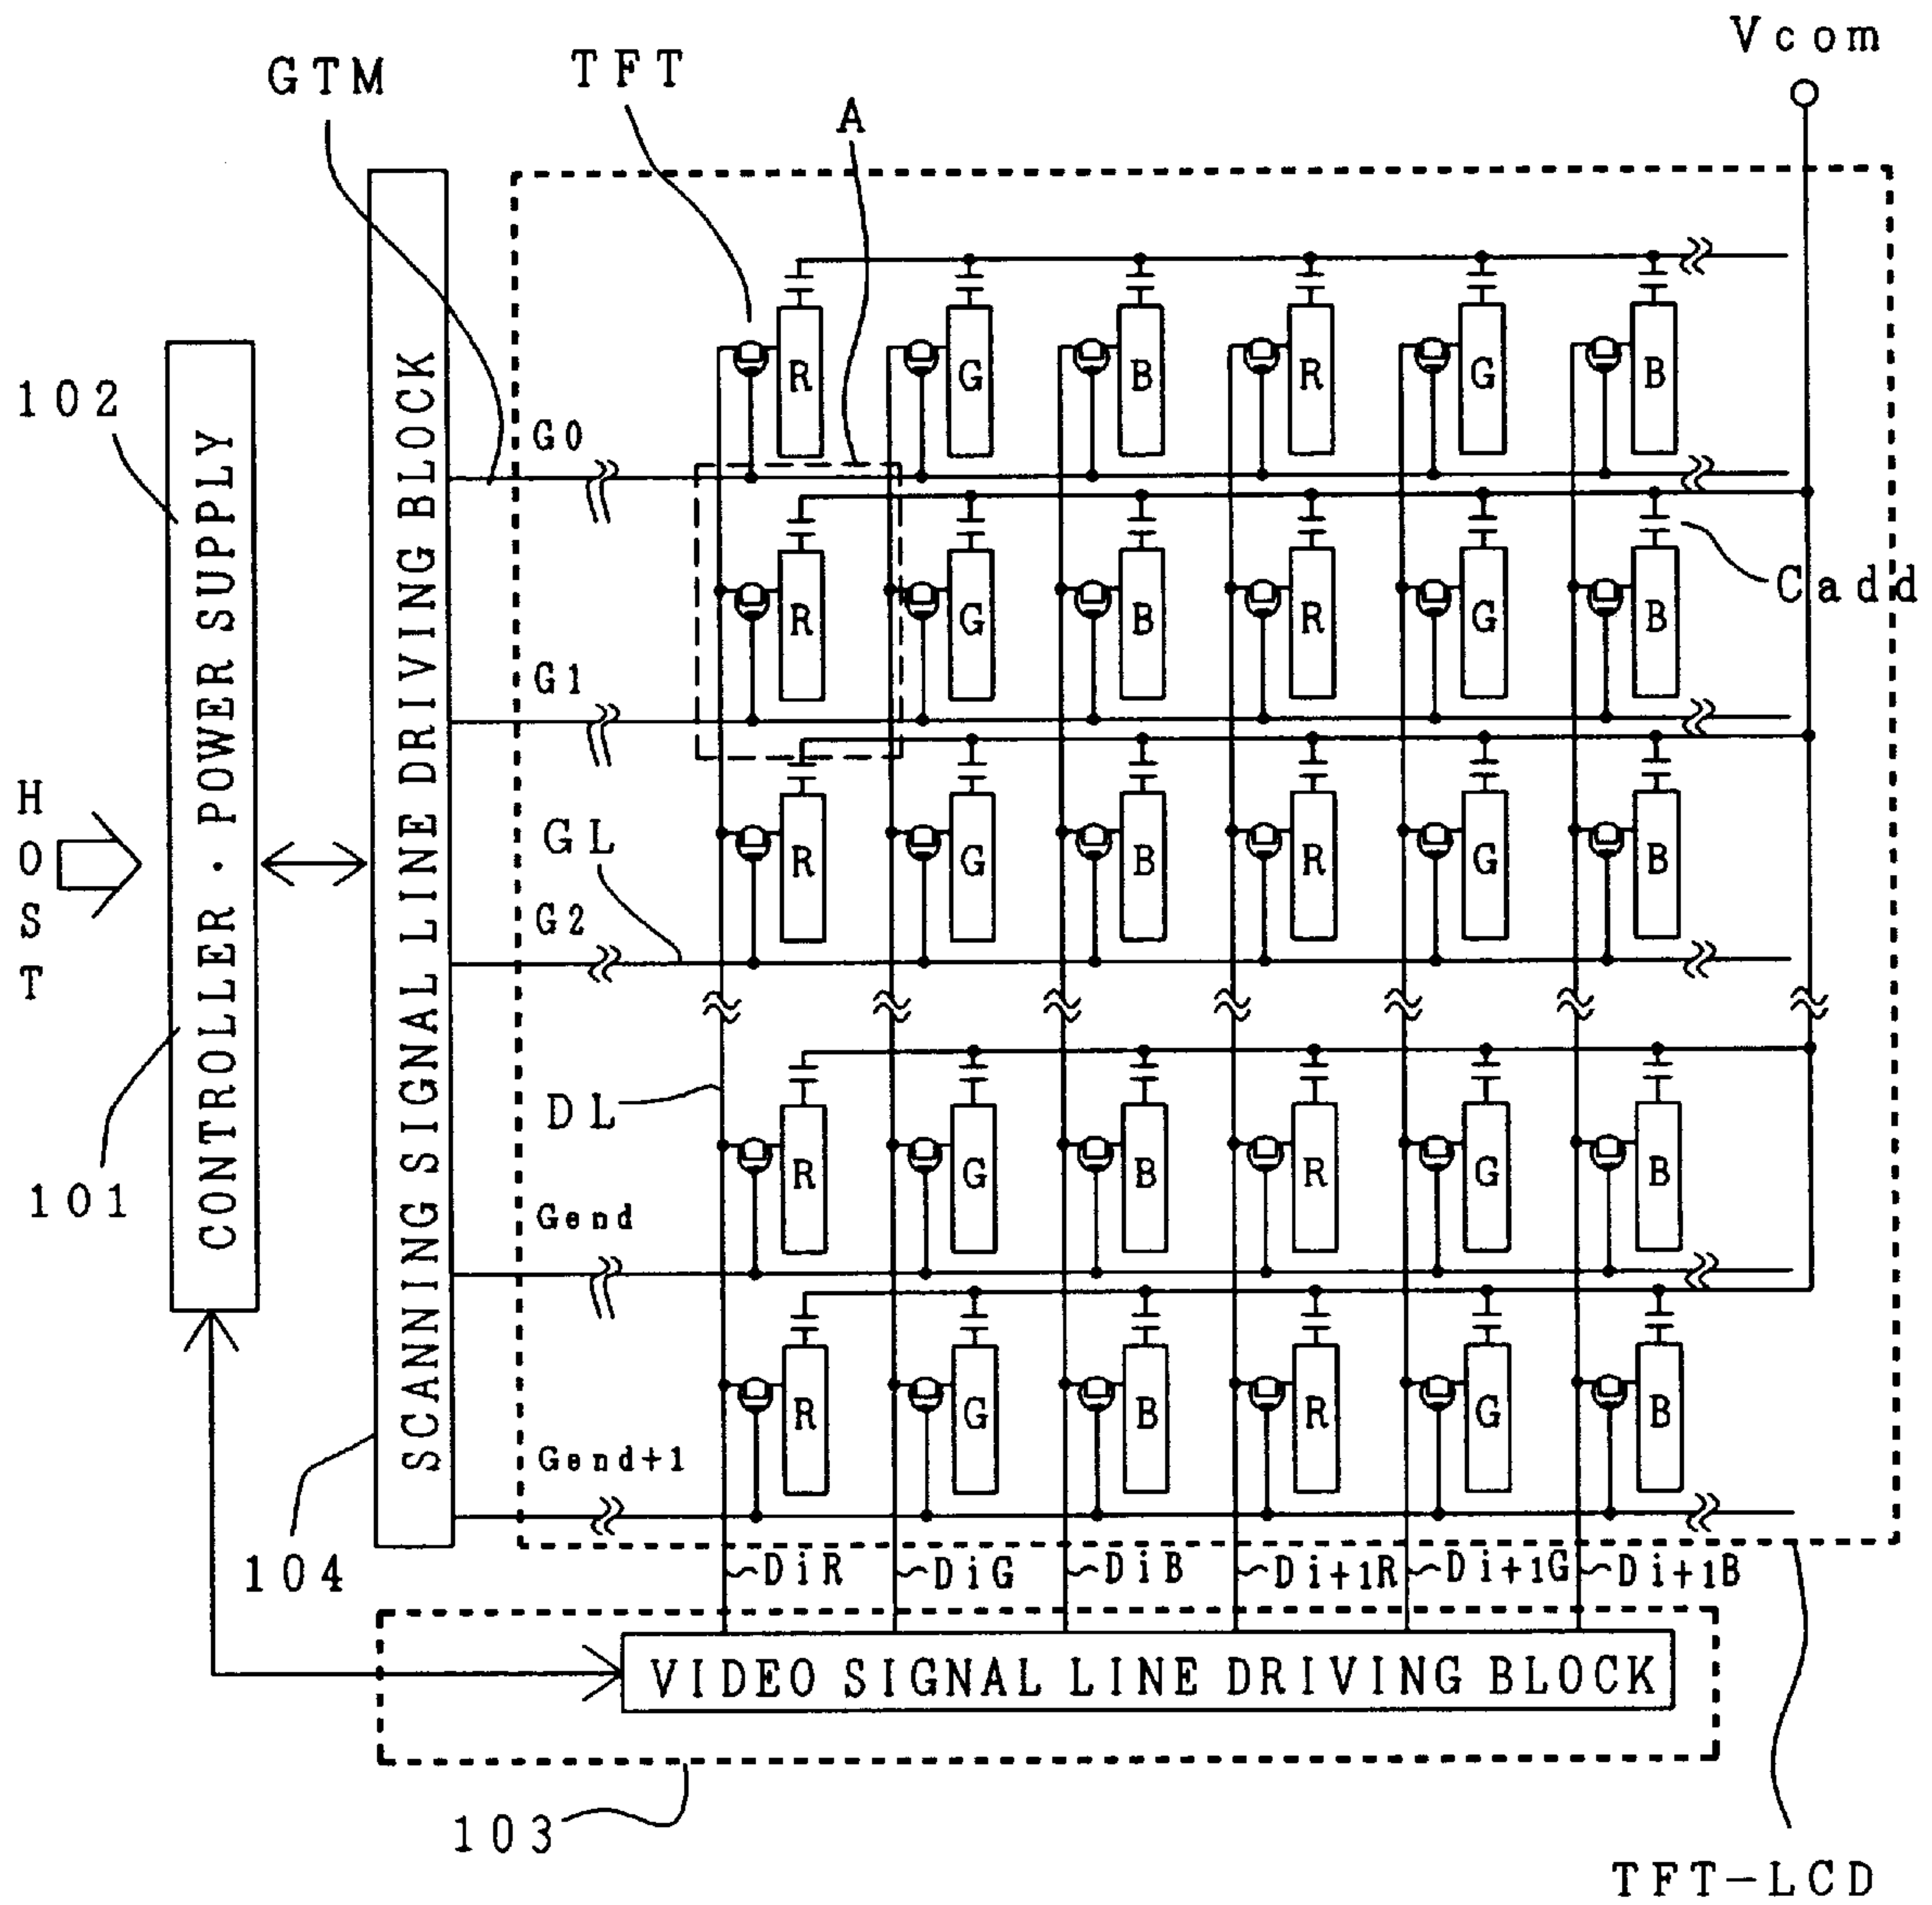 Vcom
GTM
TFT
A
R G B R G B
102
G0
R G B R G B
Cadd
G1
HOST
CONTROLLER · POWER SUPPLY
SCANNING SIGNAL LINE DRIVING BLOCK
GL
R G B R G B
G2
DL
101
R G B R G B
Gend
R G B R G B
Gend+1
104
DiR DiG DiB Di+1R Di+1G Di+1B
VIDEO SIGNAL LINE DRIVING BLOCK
103
TFT-LCD